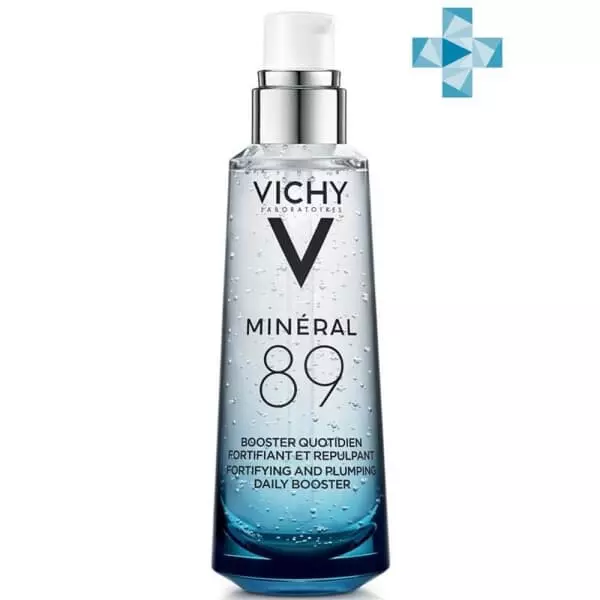 VICHY
LABORATOIRES
V
MINÉRAL
89
BOOSTER QUOTIDIEN
FORTIFIANT ET REPULPANT
FORTIFYING AND PLUMPING
DAILY BOOSTER